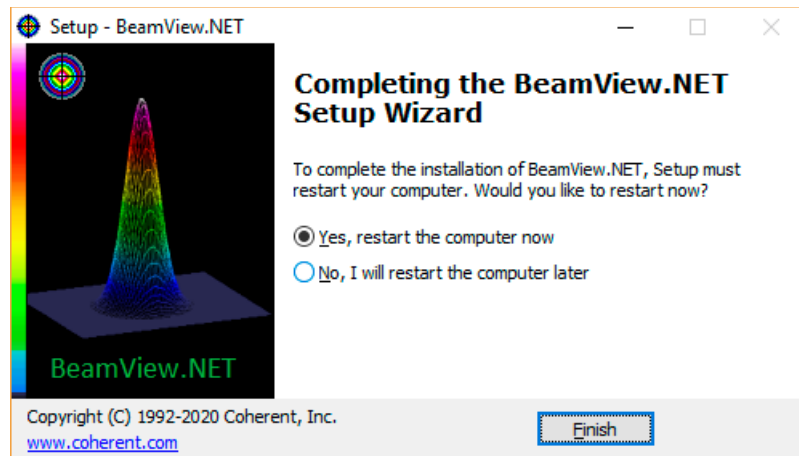 Setup - BeamView.NET
Completing the BeamView.NET
Setup Wizard
To complete the installation of BeamView.NET, Setup must
restart your computer. Would you like to restart now?
Yes, restart the computer now
No, I will restart the computer later
BeamView.NET
Copyright (C) 1992-2020 Coherent, Inc.
www.coherent.com
Finish